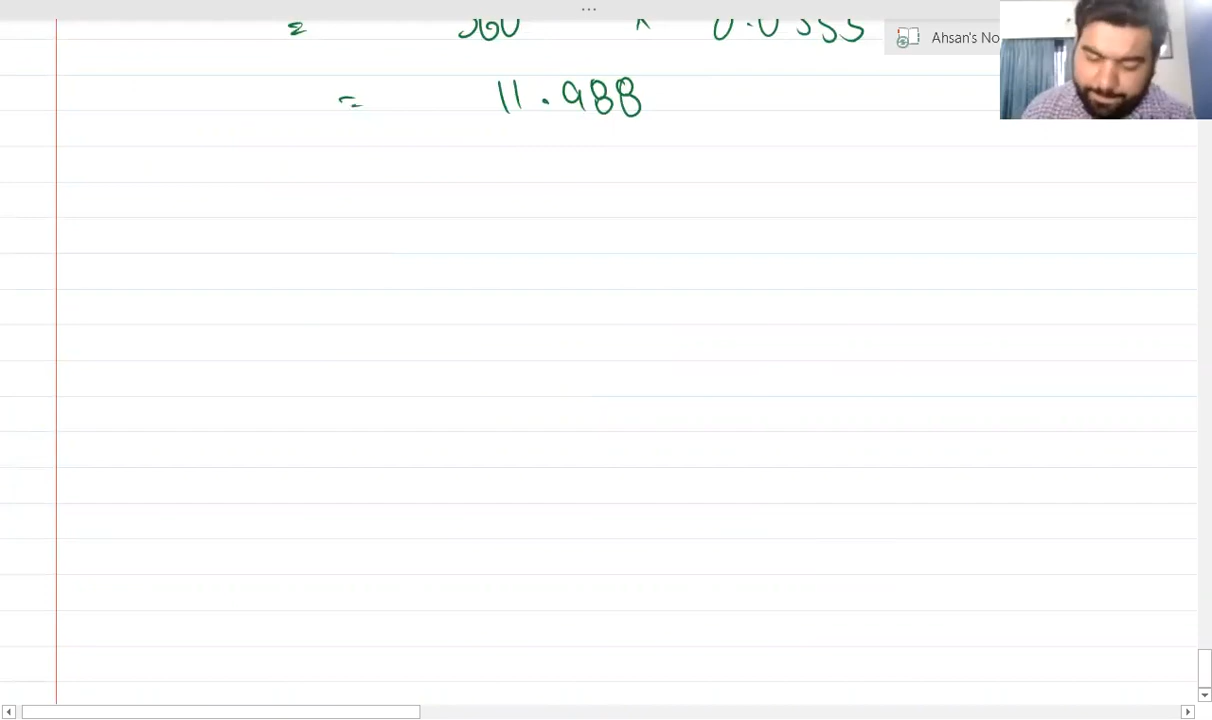 = 360 × 0.0333
Ahsan's No
= 11.988